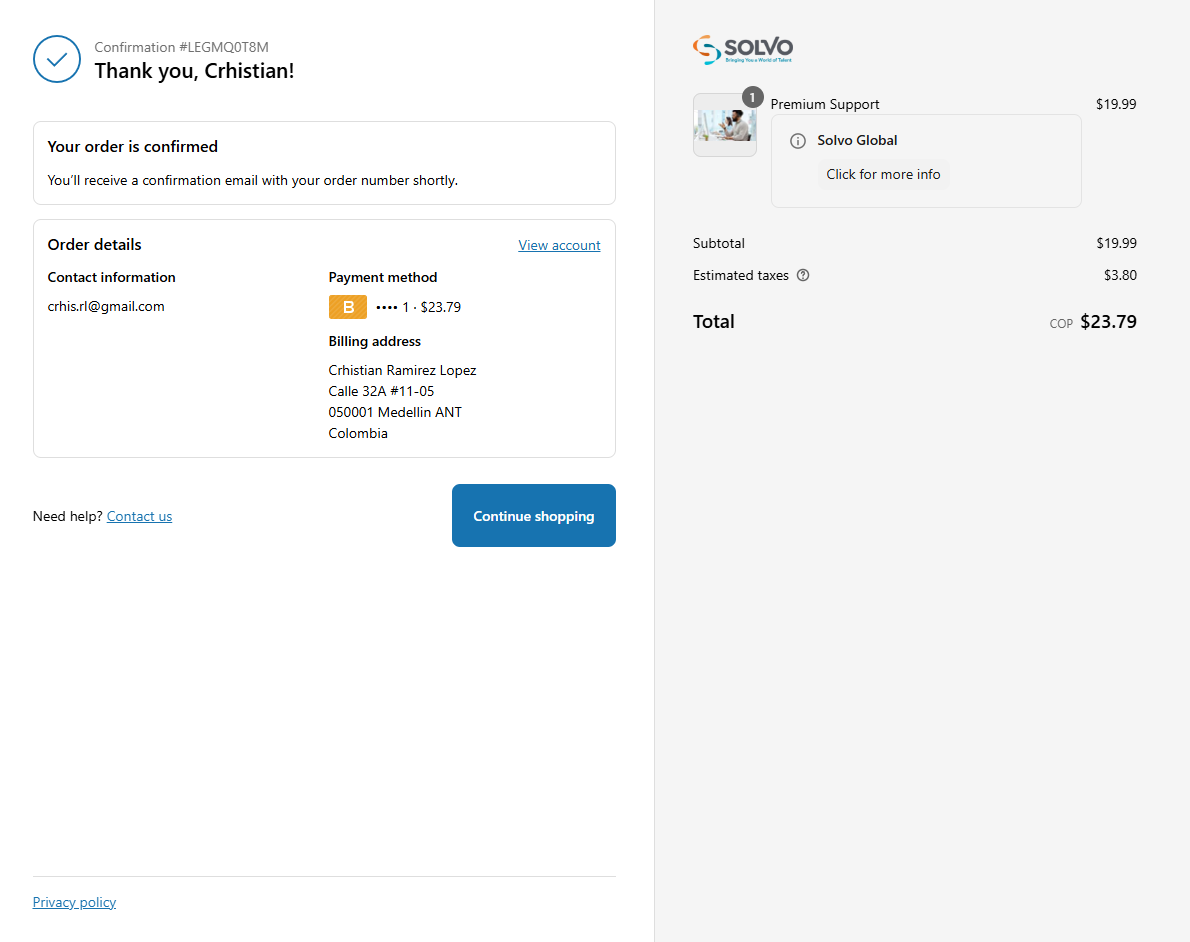 Confirmation #LEGMQ0T8M
Thank you, Crhistian!
Your order is confirmed
You’ll receive a confirmation email with your order number shortly.
Order details
View account
Contact information
crhis.rl@gmail.com
Payment method
B •••• 1 · $23.79
Billing address
Crhistian Ramirez Lopez
Calle 32A #11-05
050001 Medellin ANT
Colombia
Need help? Contact us
Continue shopping
Privacy policy
SOLVO
Bringing You a World of Talent
1
Premium Support $19.99
Solvo Global
Click for more info
Subtotal $19.99
Estimated taxes $3.80
Total COP $23.79